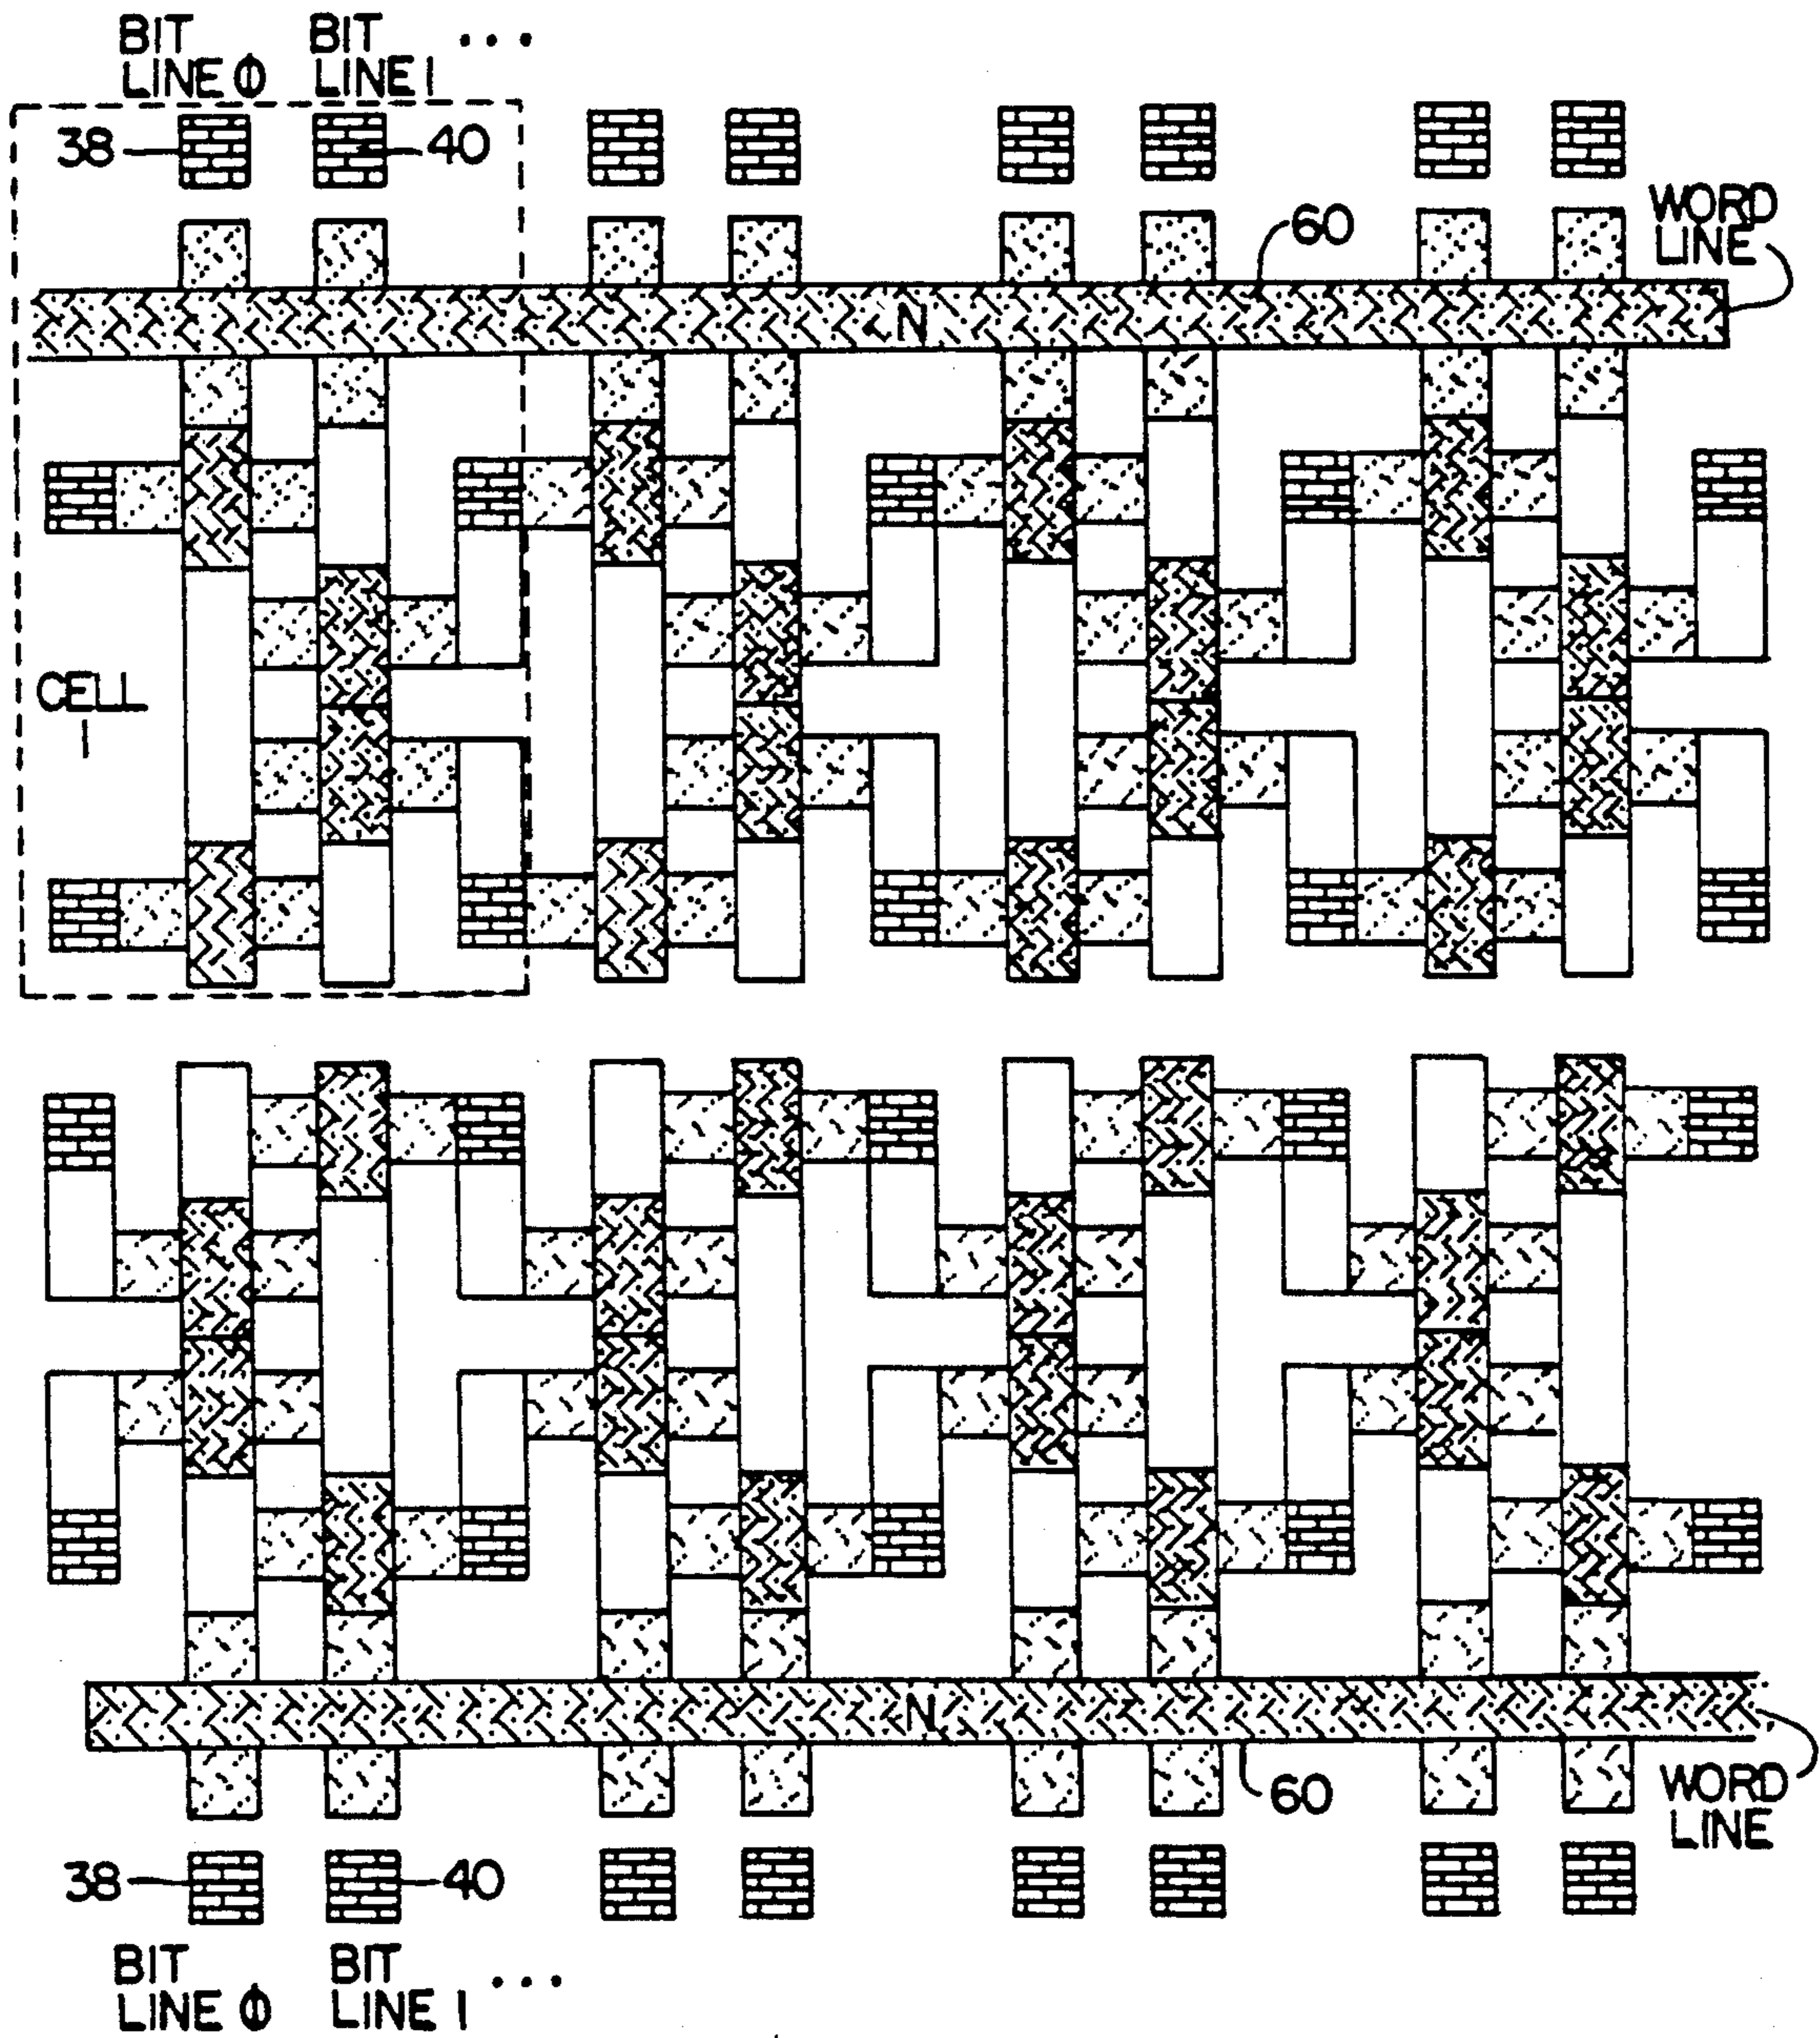 BIT
LINE Φ
BIT
LINE 1
...
38
40
60
WORD
LINE
N
CELL
1
N
60
WORD
LINE
38
40
BIT
LINE Φ
BIT
LINE 1
...